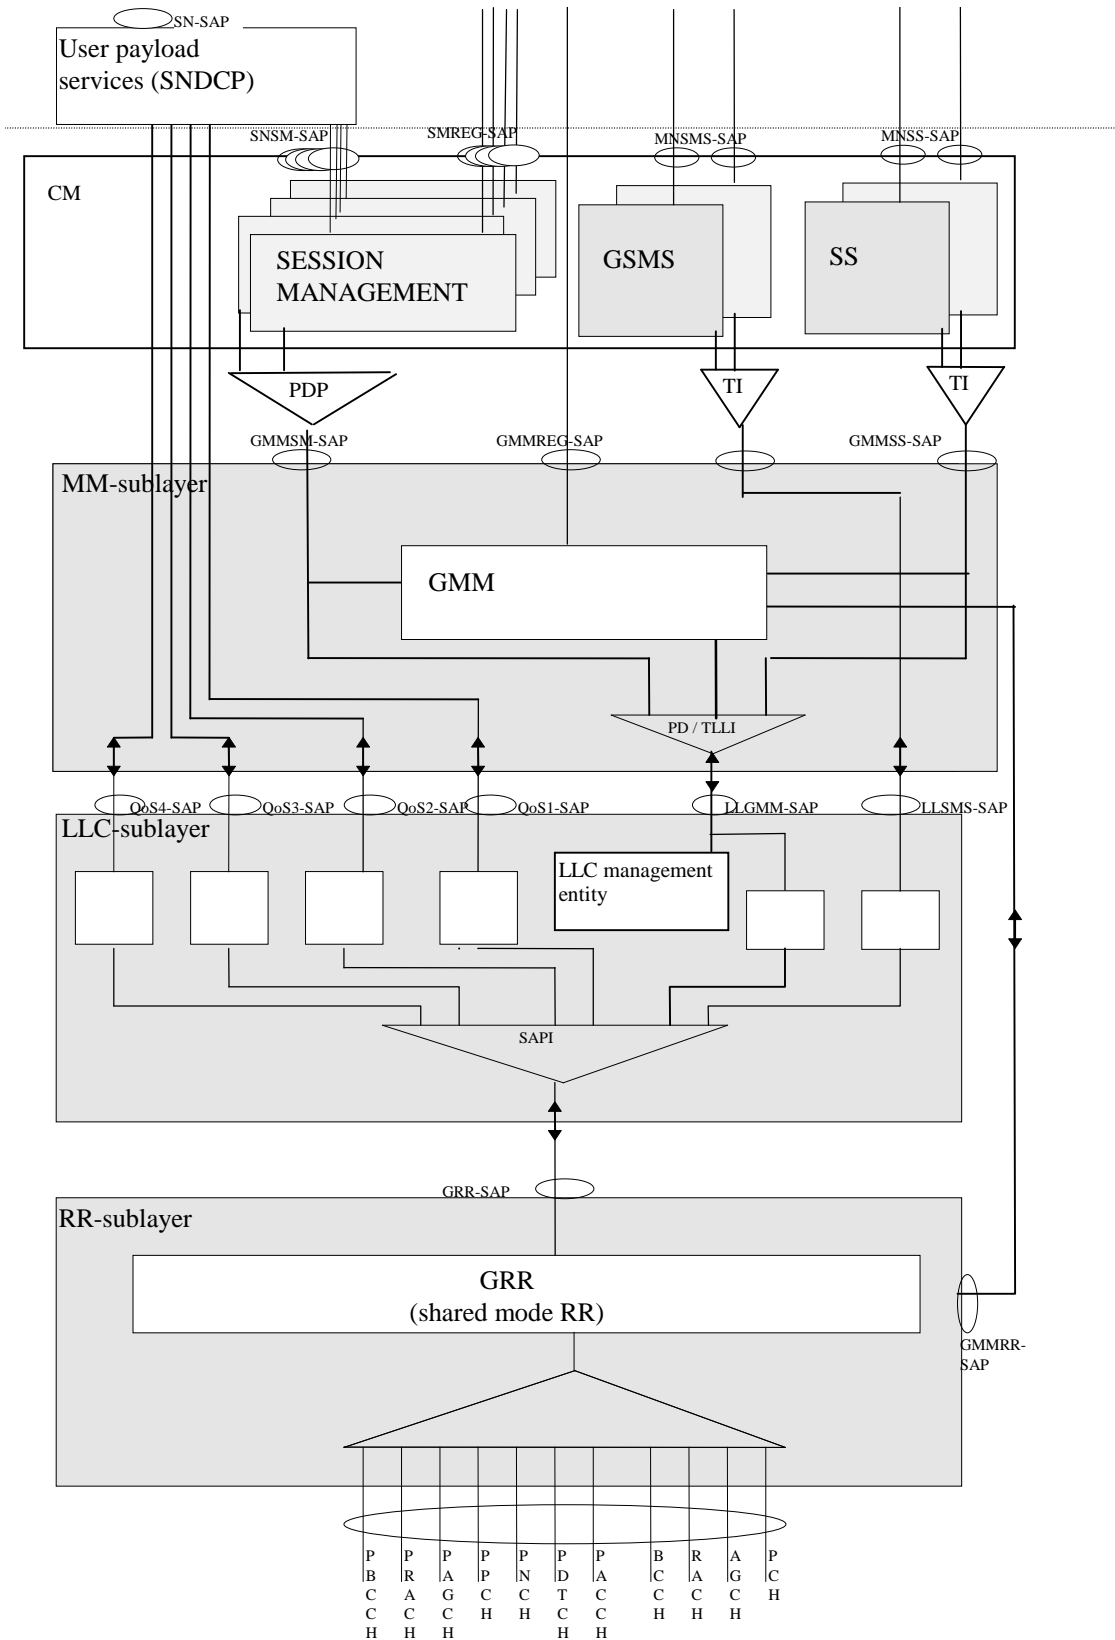 SN-SAP
User payload
services (SNDCP)
SNSM-SAP
SMREG-SAP
MNSMS-SAP
MNSS-SAP
CM
SESSION
MANAGEMENT
GSMS
SS
PDP
TI
TI
GMMSM-SAP
GMMREG-SAP
GMMSS-SAP
MM-sublayer
GMM
PD / TLLI
QoS4-SAP
QoS3-SAP
QoS2-SAP
QoS1-SAP
LLGMM-SAP
LLSMS-SAP
LLC-sublayer
LLC management
entity
SAPI
GRR-SAP
RR-sublayer
GRR
(shared mode RR)
GMMRR-
SAP
PBCCH
PRACH
PAGCH
PPCH
PNCH
PDTCH
PACCH
BCCH
RACH
AGCH
PCH